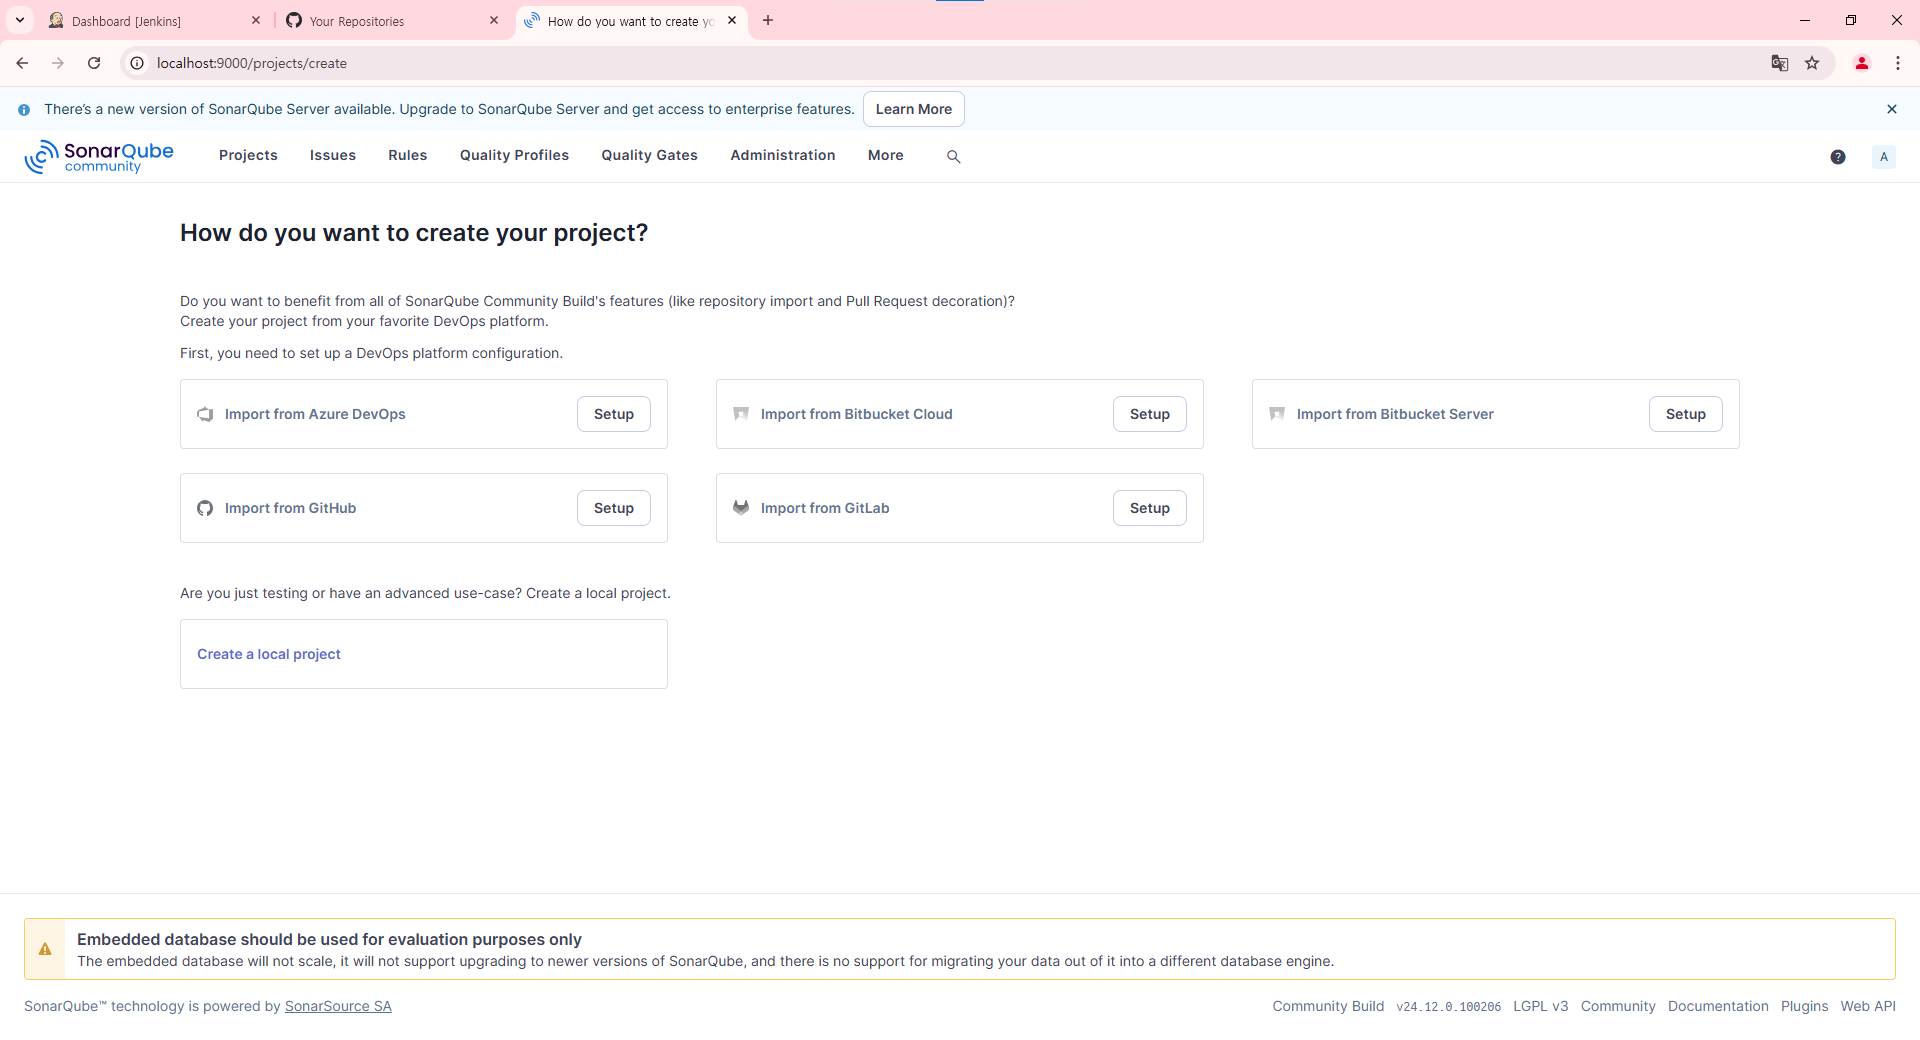 Dashboard [Jenkins]
Your Repositories
How do you want to create yo
localhost:9000/projects/create
There's a new version of SonarQube Server available. Upgrade to SonarQube Server and get access to enterprise features. Learn More
SonarQube community
Projects Issues Rules Quality Profiles Quality Gates Administration More
A
How do you want to create your project?
Do you want to benefit from all of SonarQube Community Build's features (like repository import and Pull Request decoration)?
Create your project from your favorite DevOps platform.
First, you need to set up a DevOps platform configuration.
Import from Azure DevOps Setup
Import from Bitbucket Cloud Setup
Import from Bitbucket Server Setup
Import from GitHub Setup
Import from GitLab Setup
Are you just testing or have an advanced use-case? Create a local project.
Create a local project
Embedded database should be used for evaluation purposes only
The embedded database will not scale, it will not support upgrading to newer versions of SonarQube, and there is no support for migrating your data out of it into a different database engine.
SonarQube™ technology is powered by SonarSource SA
Community Build v24.12.0.100206 LGPL v3 Community Documentation Plugins Web API